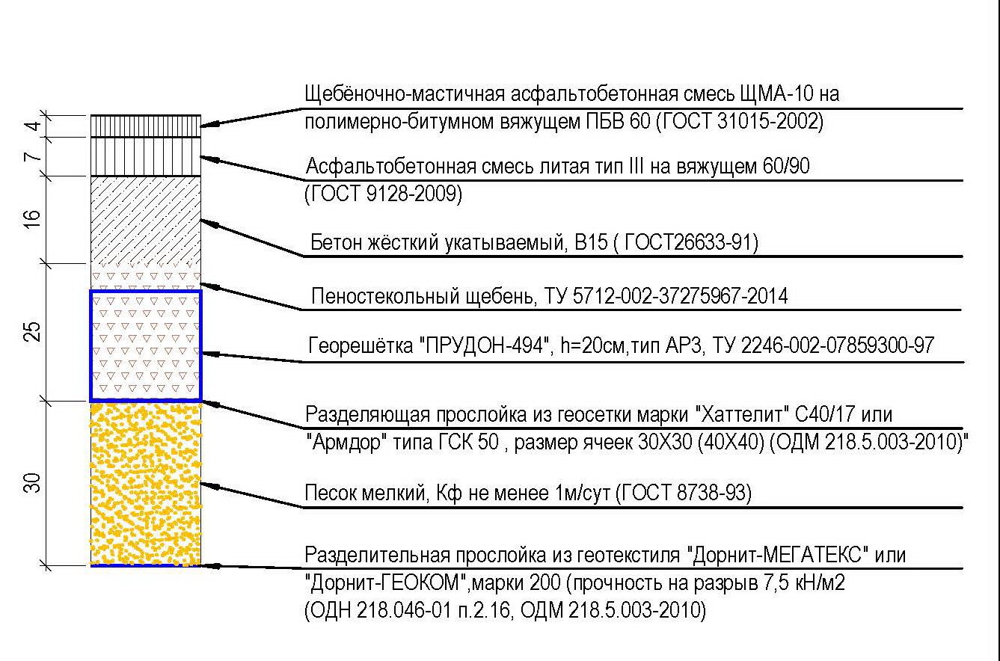 Щебёночно-мастичная асфальтобетонная смесь ЩМА-10 на
полимерно-битумном вяжущем ПБВ 60 (ГОСТ 31015-2002)
4
7
Асфальтобетонная смесь литая тип III на вяжущем 60/90
(ГОСТ 9128-2009)
16
Бетон жёсткий укатываемый, В15 ( ГОСТ26633-91)
Пеностекольный щебень, ТУ 5712-002-37275967-2014
25
Георешётка "ПРУДОН-494", h=20см,тип АР3, ТУ 2246-002-07859300-97
Разделяющая прослойка из геосетки марки "Хаттелит" С40/17 или
"Армдор" типа ГСК 50 , размер ячеек 30Х30 (40Х40) (ОДМ 218.5.003-2010)"
30
Песок мелкий, Кф не менее 1м/сут (ГОСТ 8738-93)
Разделительная прослойка из геотекстиля "Дорнит-МЕГАТЕКС" или
"Дорнит-ГЕОКОМ",марки 200 (прочность на разрыв 7,5 кН/м2
(ОДН 218.046-01 п.2.16, ОДМ 218.5.003-2010)